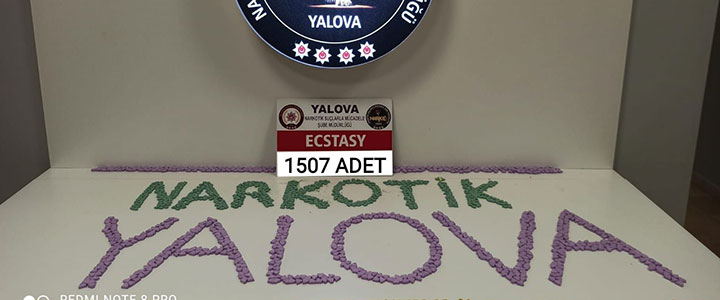 YALOVA
YALOVA
NARKOTİK SUÇLARLA MÜCADELE
ŞUBE MÜDÜRLÜĞÜ
ECSTASY
1507 ADET
NARKOTİK
YALOVA
REDMI NOTE 8 PRO